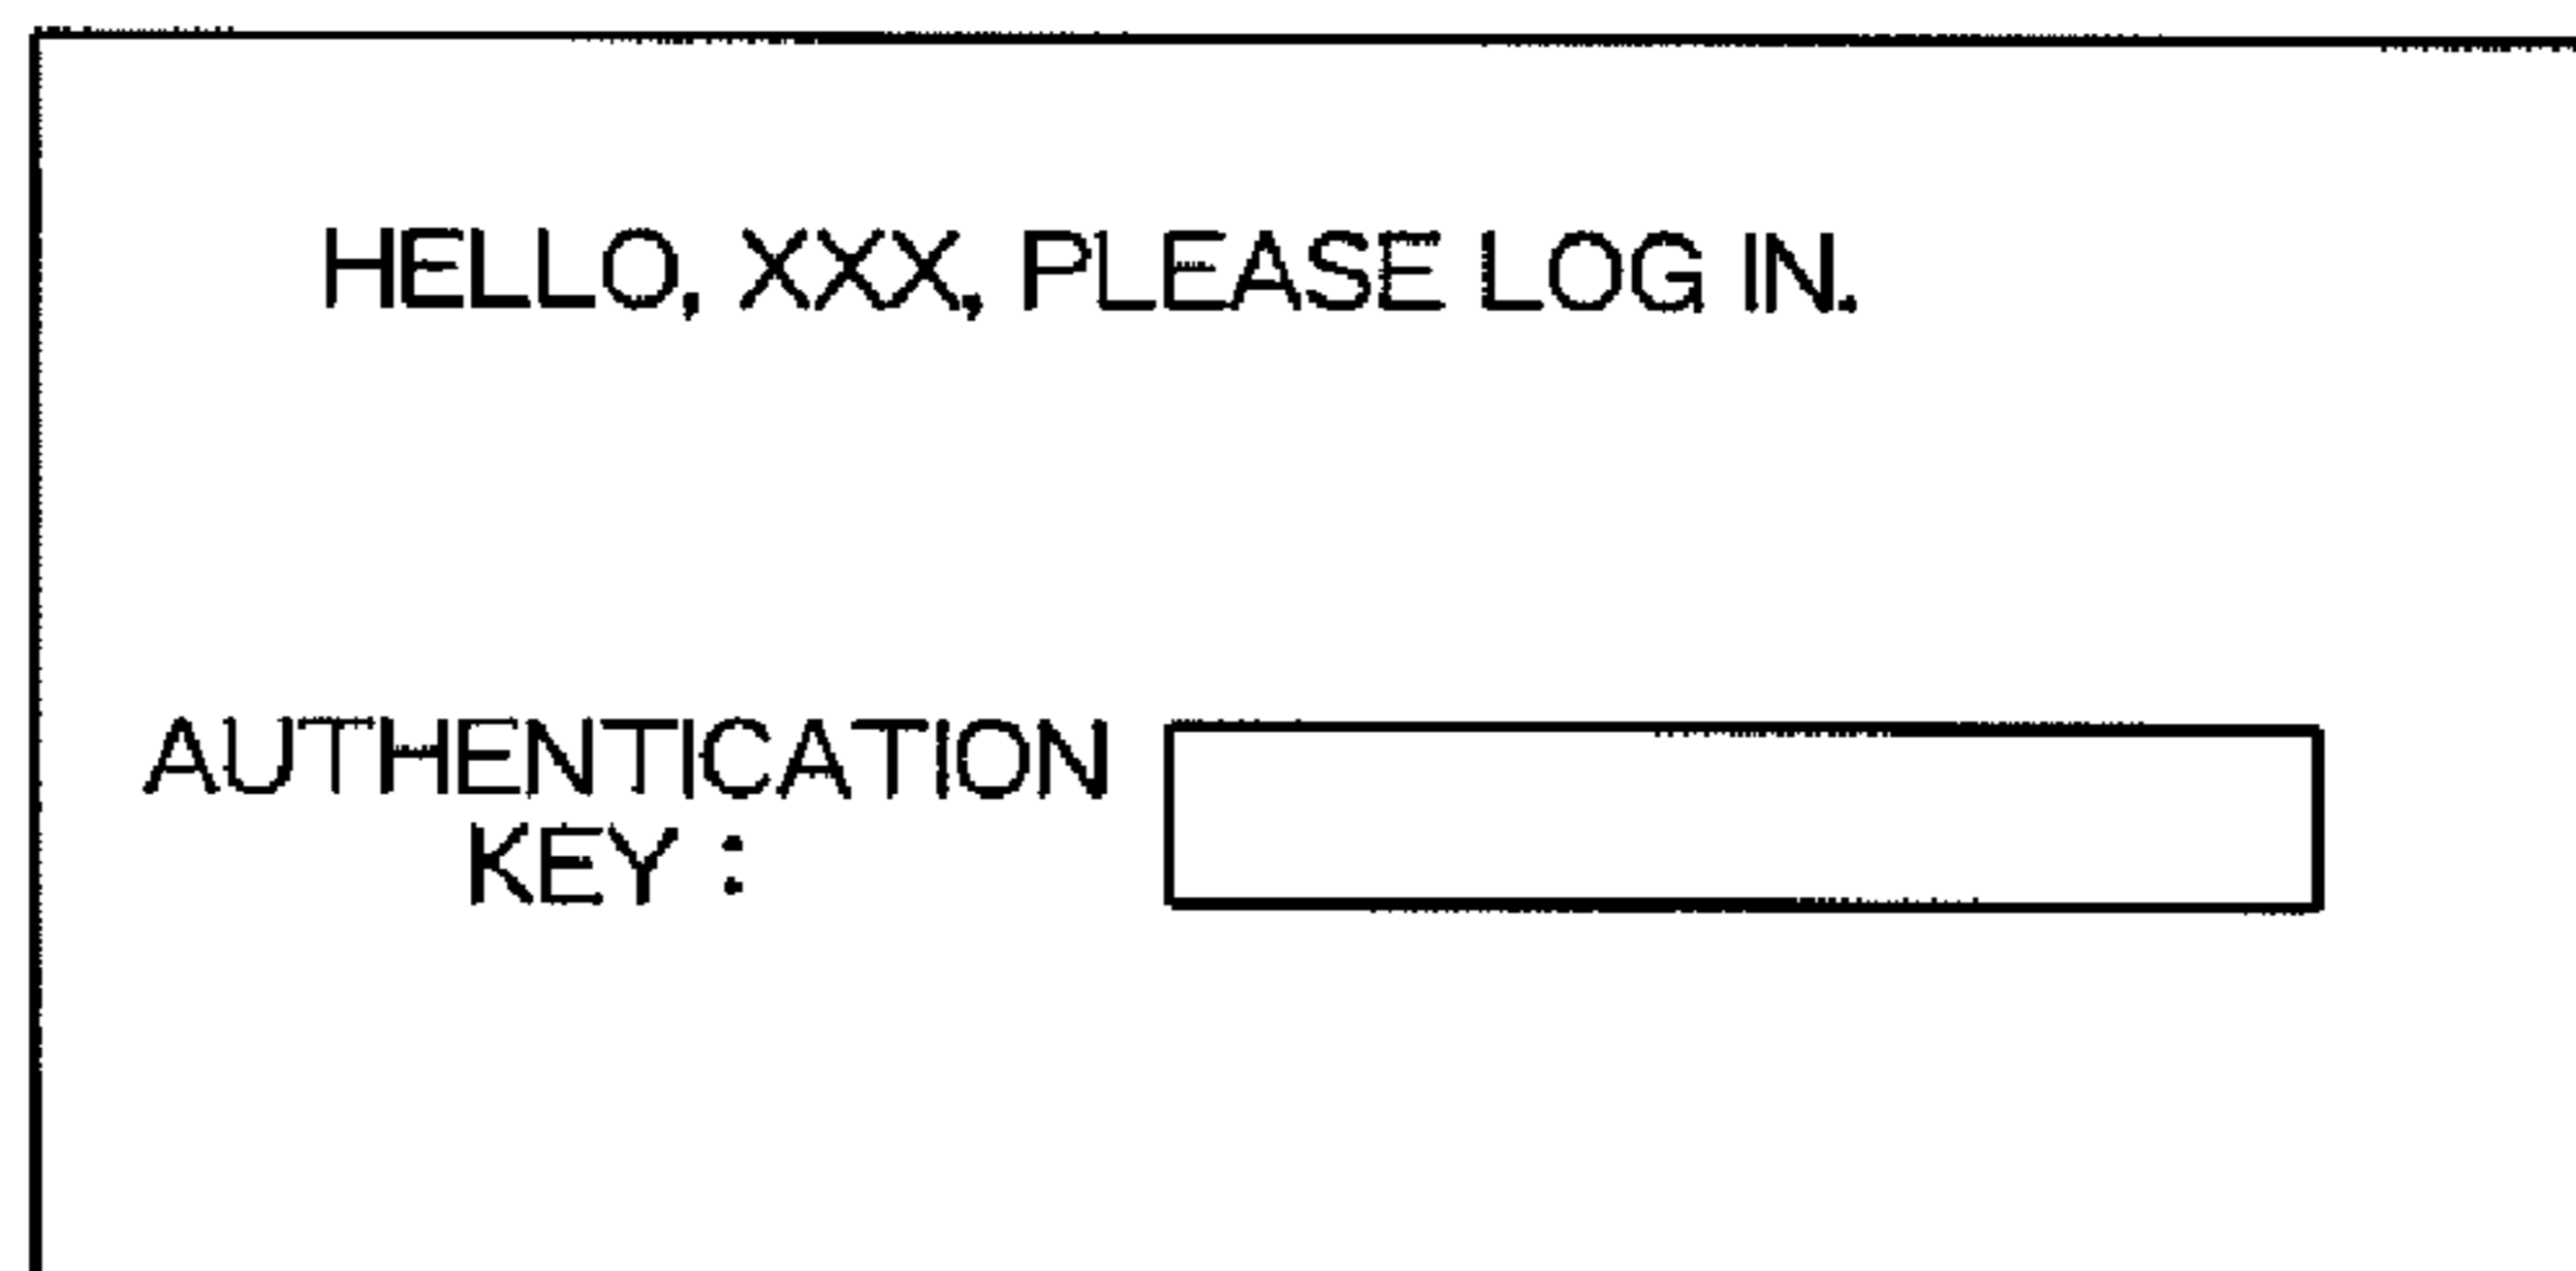 HELLO, XXX, PLEASE LOG IN.
AUTHENTICATION
KEY :